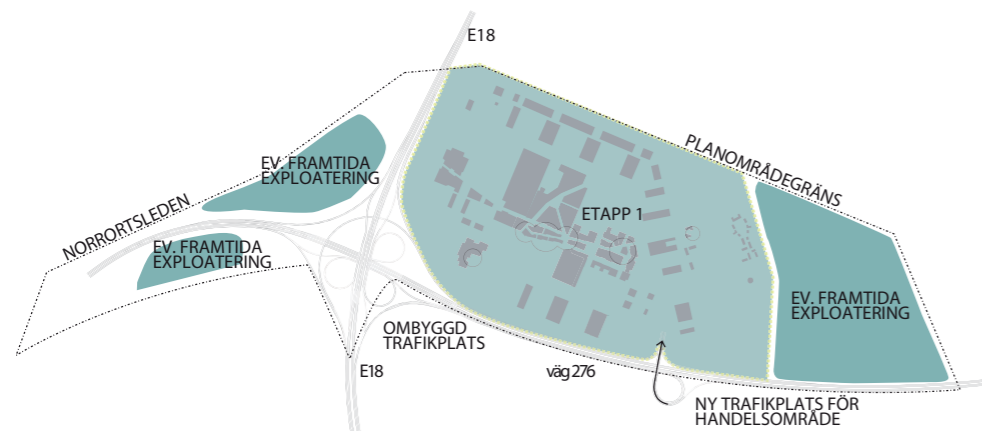 E18
PLANOMRÅDEGRÄNS
EV. FRAMTIDA
EXPLOATERING
NORRORTSLEDEN
ETAPP 1
EV. FRAMTIDA
EXPLOATERING
EV. FRAMTIDA
EXPLOATERING
OMBYGGD
TRAFIKPLATS
E18
väg 276
NY TRAFIKPLATS FÖR
HANDELSOMRÅDE